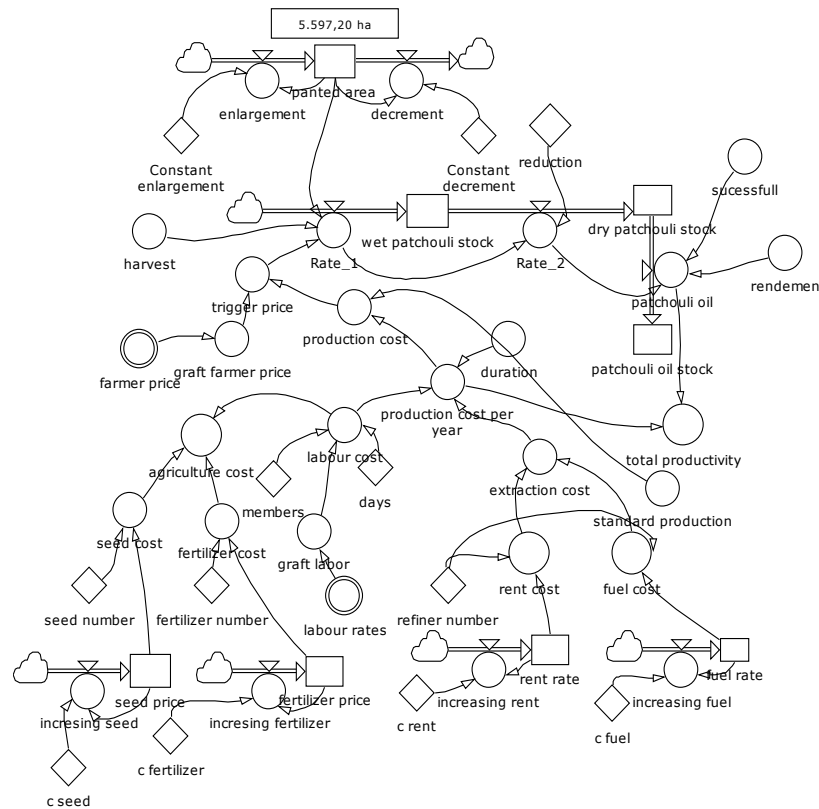 5.597,20 ha
panted area
enlargement
decrement
Constant
enlargement
Constant
decrement
reduction
sucessfull
harvest
Rate_1
wet patchouli stock
Rate_2
dry patchouli stock
rendemen
trigger price
production cost
patchouli oil
farmer price
graft farmer price
duration
patchouli oil stock
production cost per
year
agriculture cost
labour cost
total productivity
members
days
extraction cost
standard production
seed cost
fertilizer cost
graft labor
seed number
fertilizer number
labour rates
refiner number
rent cost
fuel cost
seed price
fertilizer price
rent rate
fuel rate
incresing seed
incresing fertilizer
increasing rent
increasing fuel
c rent
c fuel
c fertilizer
c seed